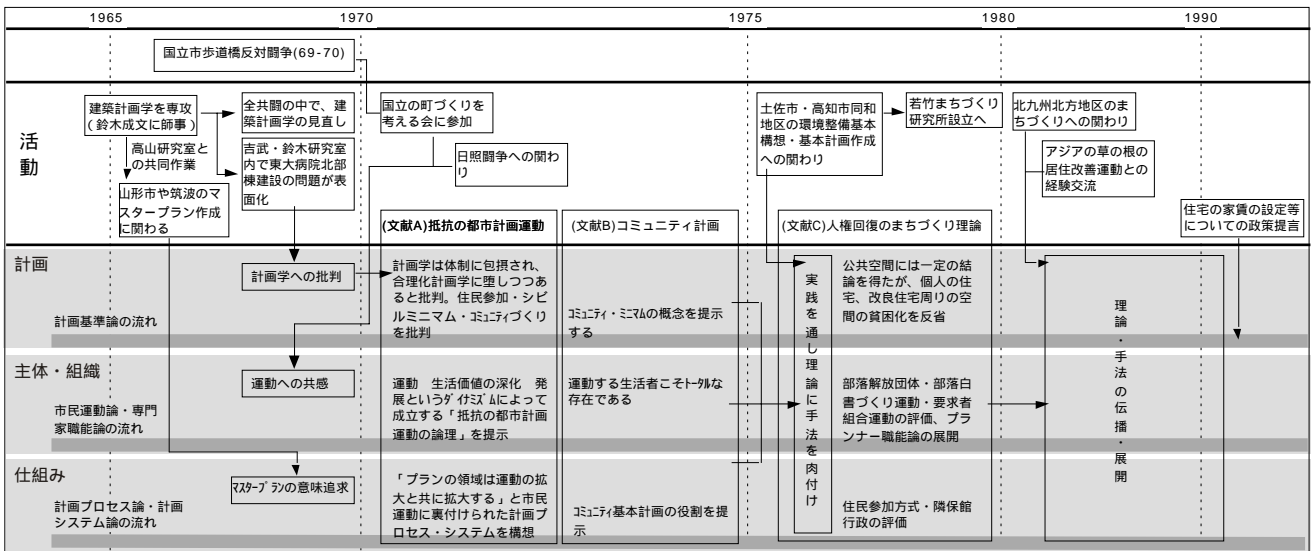 1965 1970 1975 1980 1990
国立市歩道橋反対闘争(69-70)
活
動
建築計画学を専攻
(鈴木成文に師事)
高山研究室と
の共同作業
山形市や筑波のマ
スタープラン作成
に関わる
全共闘の中で、建
築計画学の見直し
吉武・鈴木研究室
内で東大病院北部
棟建設の問題が表
面化
国立の町づくりを
考える会に参加
日照闘争への関わ
り
土佐市・高知市同和
地区の環境整備基本
構想・基本計画作成
への関わり
若竹まちづくり
研究所設立へ
北九州北方地区のま
ちづくりへの関わり
アジアの草の根の
居住改善運動との
経験交流
住宅の家賃の設定等
についての政策提言
(文献A)抵抗の都市計画運動
(文献B)コミュニティ計画
(文献C)人権回復のまちづくり理論
計画
計画基準論の流れ
計画学への批判
計画学は体制に包摂され、
合理化計画学に堕しつつ
あると批判。住民参加・シビ
ルミニマム・コミュニティづくり
を批判
コミュニティ・ミニマムの概念を提示
する
実践を通し理論に手法を肉付け
公共空間には一定の結
論を得たが、個人の住
宅、改良住宅周りの空
間の貧困化を反省
理論・手法の伝播・展開
主体・組織
市民運動論・専門
家職能論の流れ
運動への共感
運動 生活価値の深化 発
展というダイナミズムによって
成立する「抵抗の都市計画
運動の論理」を提示
運動する生活者こそトータルな
存在である
部落解放団体・部落白
書づくり運動・要求者
組合運動の評価、プラ
ンナー職能論の展開
仕組み
計画プロセス論・計画
システム論の流れ
マスタープランの意味追求
「プランの領域は運動の拡
大と共に拡大する」と市民
運動に裏付けられた計画プ
ロセス・システムを構想
コミュニティ基本計画の役割を提
示
住民参加方式・隣保館
行政の評価